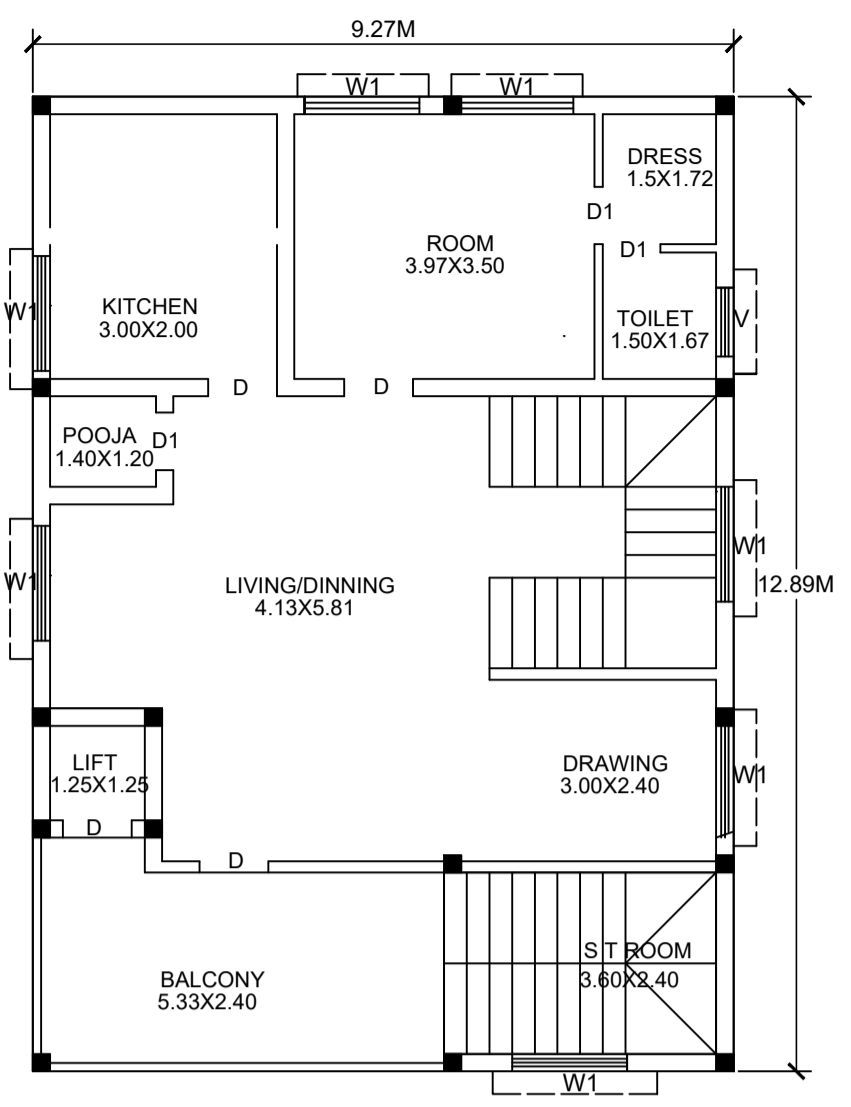 9.27M
W1
W1
DRESS
1.5X1.72
D1
ROOM
3.97X3.50
D1
KITCHEN
3.00X2.00
W1
TOILET
1.50X1.67
V
D
D
POOJA
1.40X1.20
D1
W1
W1
LIVING/DINNING
4.13X5.81
12.89M
LIFT
1.25X1.25
D
DRAWING
3.00X2.40
W1
D
S T ROOM
3.60X2.40
BALCONY
5.33X2.40
W1